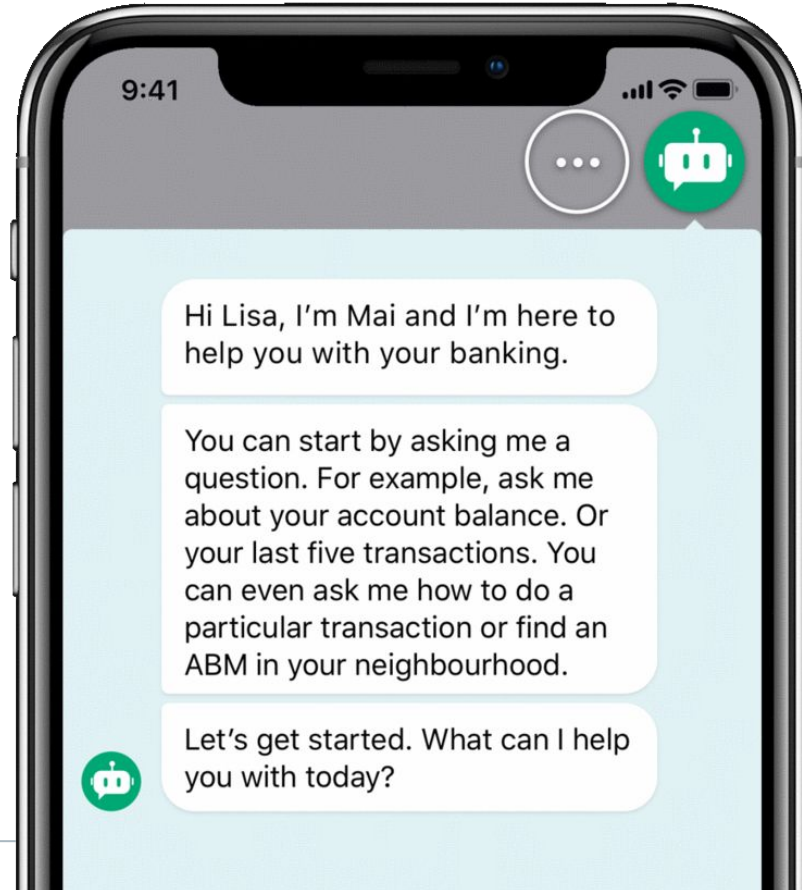 9:41
Hi Lisa, I’m Mai and I’m here to
help you with your banking.
You can start by asking me a
question. For example, ask me
about your account balance. Or
your last five transactions. You
can even ask me how to do a
particular transaction or find an
ABM in your neighbourhood.
Let’s get started. What can I help
you with today?